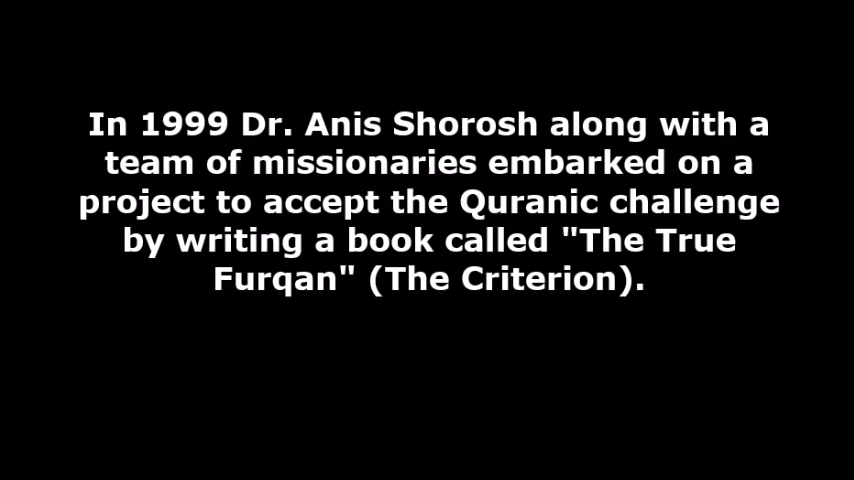 In 1999 Dr. Anis Shorosh along with a
team of missionaries embarked on a
project to accept the Quranic challenge
by writing a book called "The True
Furqan" (The Criterion).